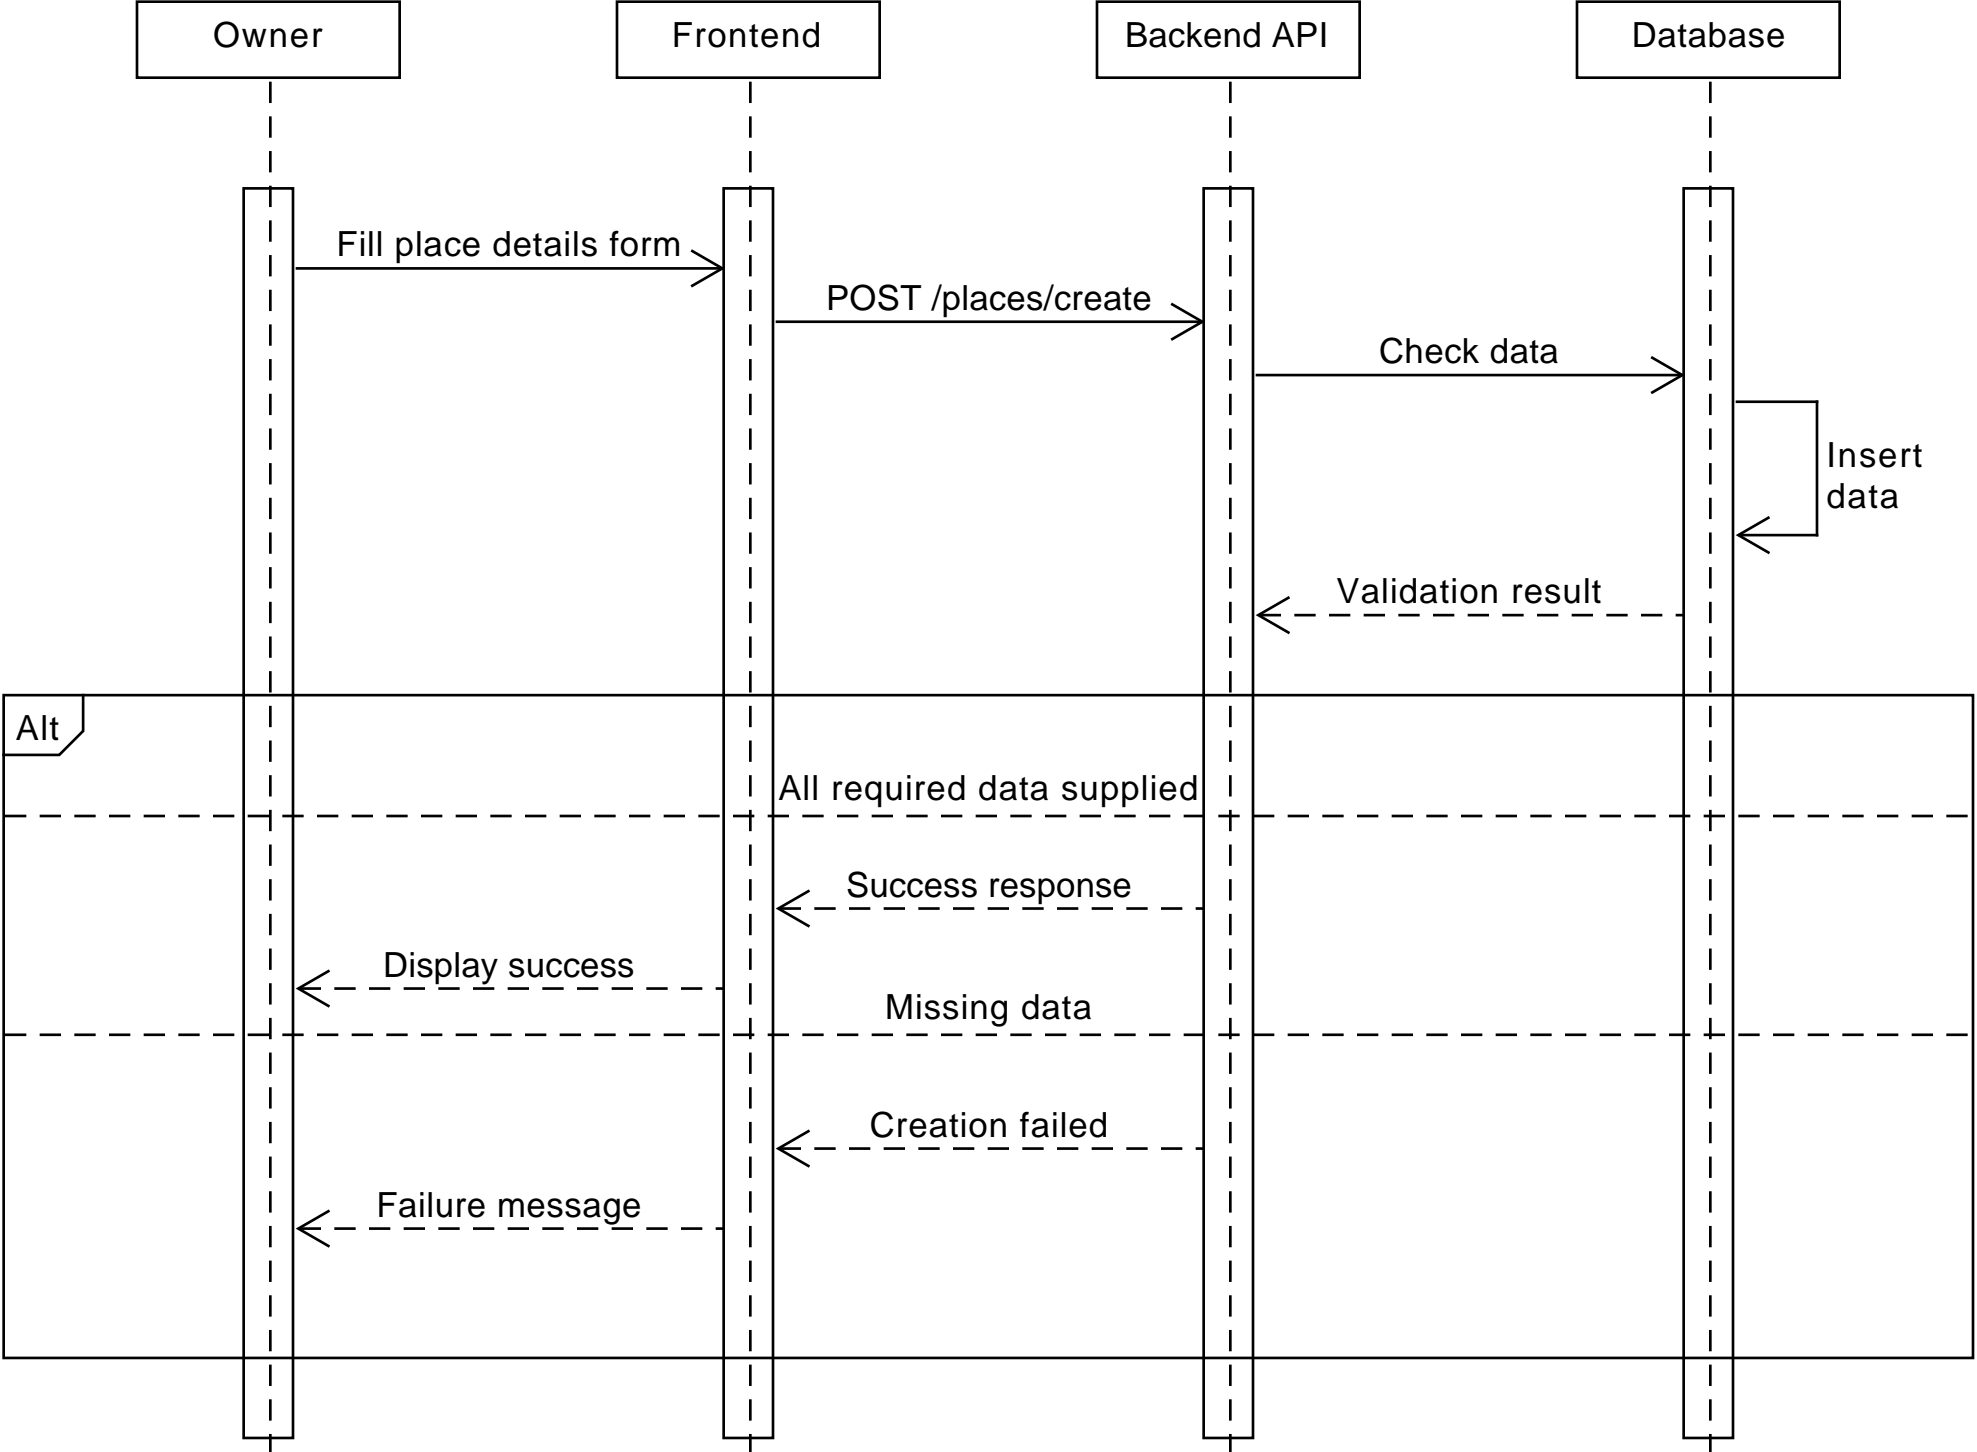 Owner
Frontend
Backend API
Database
Fill place details form
POST /places/create
Check data
Insert
data
Validation result
Alt
All required data supplied
Success response
Display success
Missing data
Creation failed
Failure message